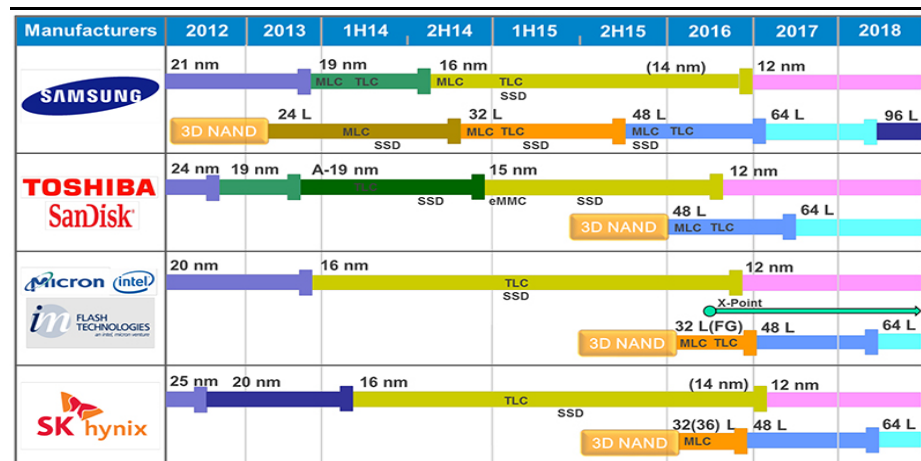 Manufacturers 2012 2013 1H14 2H14 1H15 2H15 2016 2017 2018
SAMSUNG
21 nm 19 nm 16 nm (14 nm) 12 nm
MLC TLC MLC TLC
SSD
3D NAND 24 L 32 L 48 L 64 L 96 L
MLC MLC TLC MLC TLC
SSD SSD SSD
TOSHIBA
SanDisk
24 nm 19 nm A-19 nm 15 nm 12 nm
SSD eMMC SSD
3D NAND 48 L 64 L
MLC TLC
Micron intel
im FLASH
TECHNOLOGIES
an intel, micron venture
20 nm 16 nm 12 nm
TLC
SSD
X-Point
3D NAND 32 L(FG) 48 L 64 L
MLC TLC
SK hynix
25 nm 20 nm 16 nm (14 nm) 12 nm
TLC
SSD
3D NAND 32(36) L 48 L 64 L
MLC